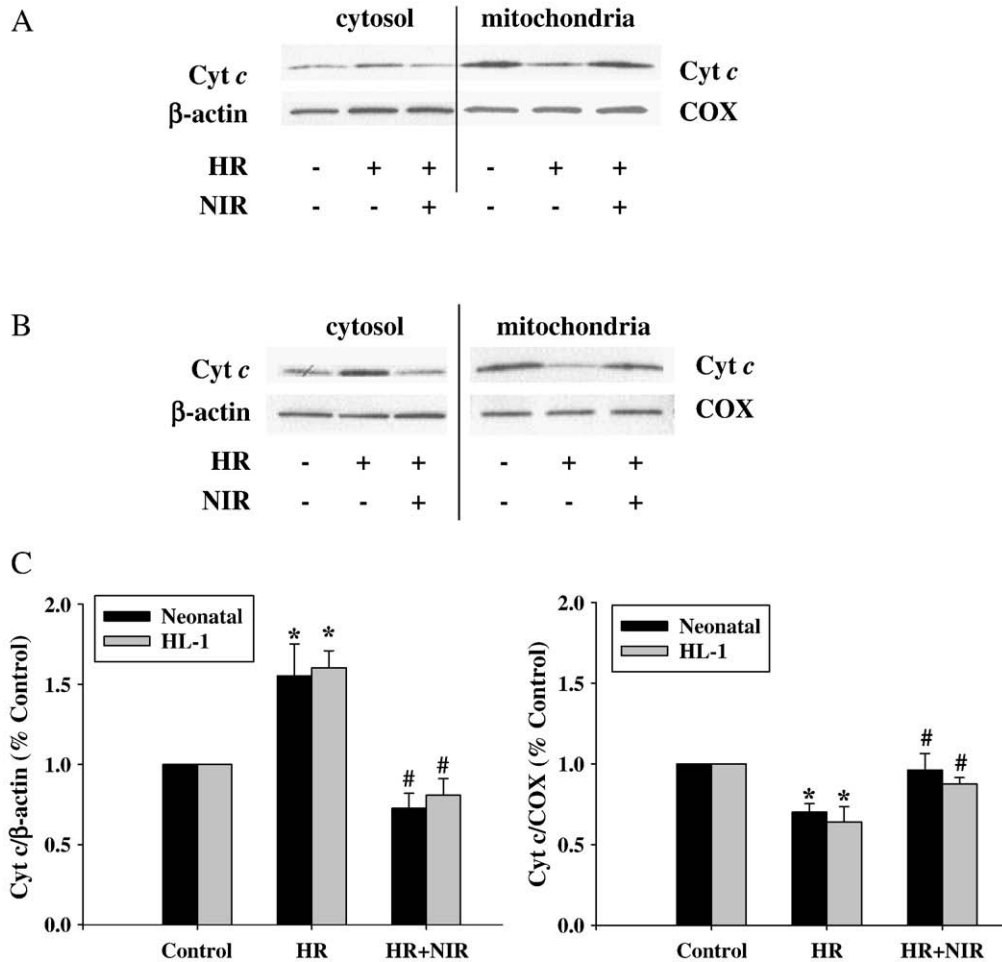 A
cytosol mitochondria
Cyt c Cyt c
β-actin COX
HR - + + - + +
NIR - - + - - +
B
cytosol mitochondria
Cyt c Cyt c
β-actin COX
HR - + + - + +
NIR - - + - - +
C
Cyt c/β-actin (% Control)
2.0
1.5
1.0
0.5
0.0
Neonatal
HL-1
* *
# #
Control HR HR+NIR
Cyt c/COX (% Control)
2.0
1.5
1.0
0.5
0.0
Neonatal
HL-1
* *
# #
Control HR HR+NIR